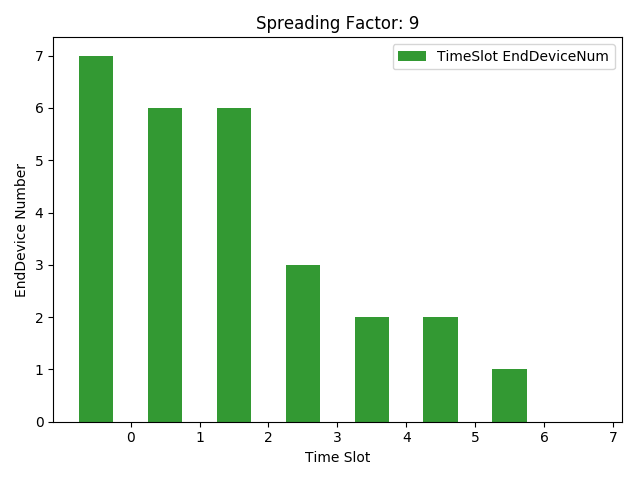 Spreading Factor: 9
TimeSlot EndDeviceNum
EndDevice Number
7
6
5
4
3
2
1
0
0 1 2 3 4 5 6 7
Time Slot